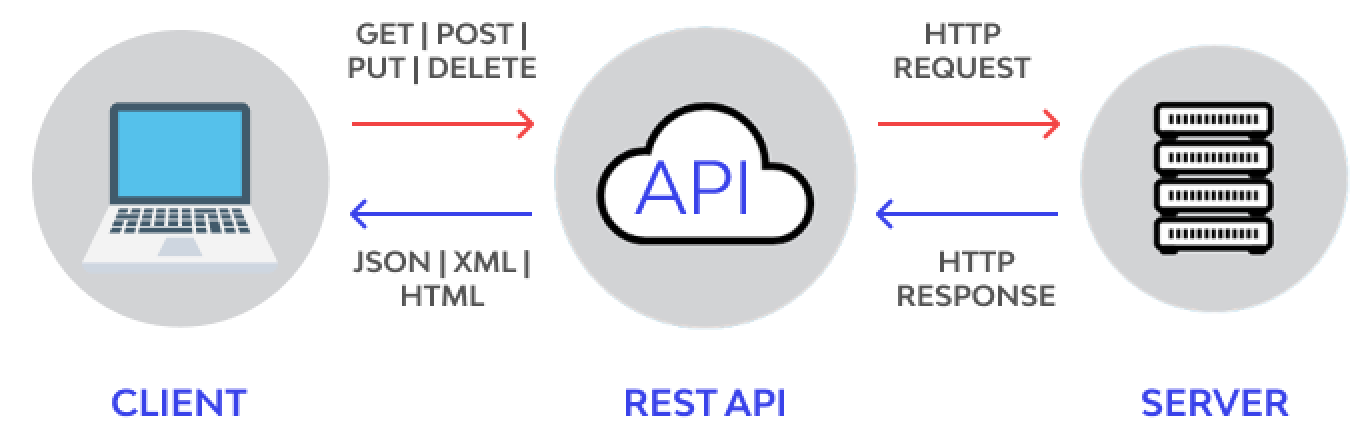 GET | POST |
PUT | DELETE
HTTP
REQUEST
API
JSON | XML |
HTML
HTTP
RESPONSE
CLIENT
REST API
SERVER